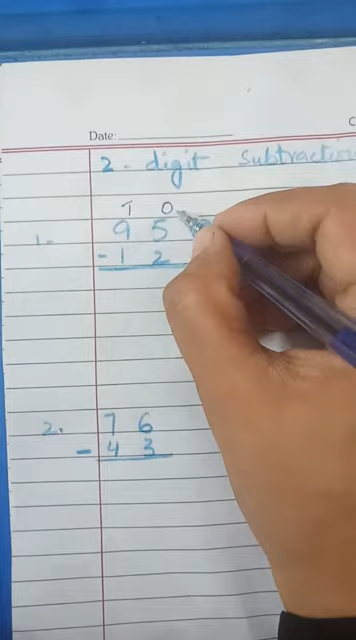 Date:
2. digit subtraction
T O
1. 9 5
- 1 2
2. 7 6
- 4 3